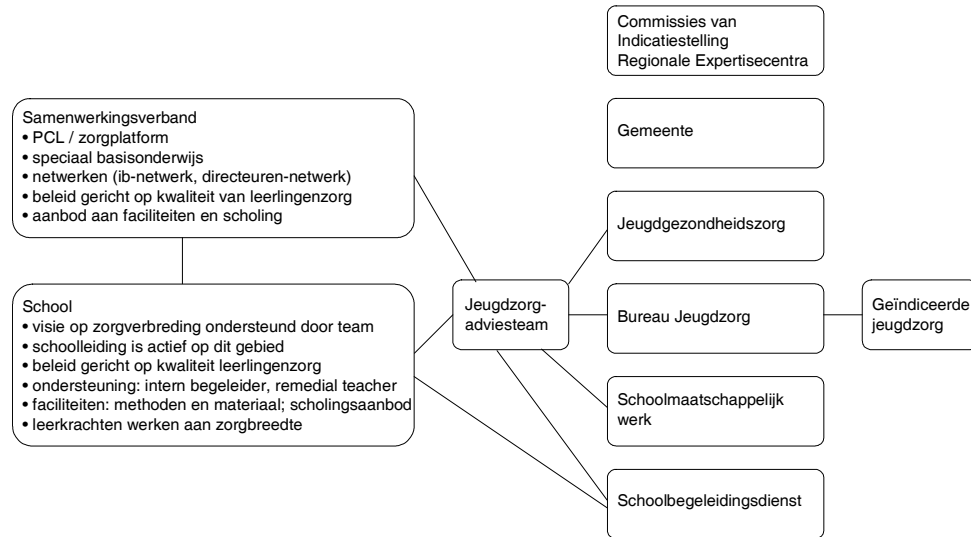 Commissies van
Indicatiestelling
Regionale Expertisecentra
Samenwerkingsverband
• PCL / zorgplatform
• speciaal basisonderwijs
• netwerken (ib-netwerk, directeuren-netwerk)
• beleid gericht op kwaliteit van leerlingenzorg
• aanbod aan faciliteiten en scholing
Gemeente
Jeugdgezondheidszorg
School
• visie op zorgverbreding ondersteund door team
• schoolleiding is actief op dit gebied
• beleid gericht op kwaliteit leerlingenzorg
• ondersteuning: intern begeleider, remedial teacher
• faciliteiten: methoden en materiaal; scholingsaanbod
• leerkrachten werken aan zorgbreedte
Jeugdzorg-
adviesteam
Bureau Jeugdzorg
Geïndiceerde
jeugdzorg
Schoolmaatschappelijk
werk
Schoolbegeleidingsdienst